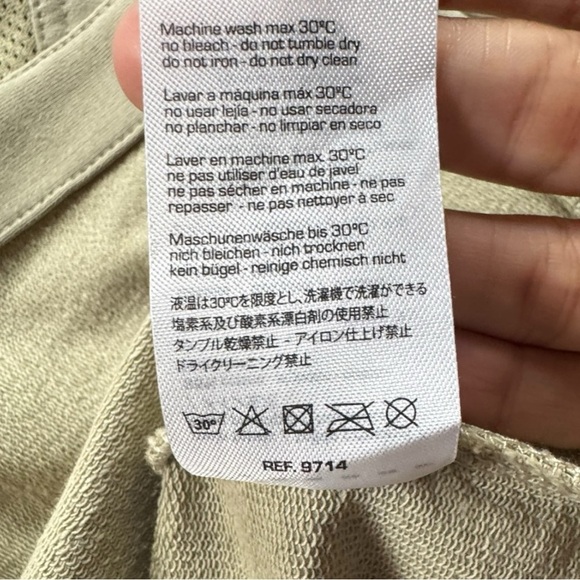 Machine wash max 30ºC
no bleach - do not tumble dry
do not iron - do not dry clean
Lavar a máquina máx 30ºC
no usar lejía - no usar secadora
no planchar - no limpiar en seco
Laver en machine max. 30ºC
ne pas utiliser d'eau de javel
ne pas sécher en machine - ne pas
repasser - ne pas nettoyer à sec
Maschunenwäsche bis 30ºC
nich bleichen - nich trocknen
kein bügel - reinige chemisch nicht
液温は30℃を限度とし、洗濯機で洗濯ができる
塩素系及び酸素系漂白剤の使用禁止
タンブル乾燥禁止 - アイロン仕上げ禁止
ドライクリーニング禁止
30º
REF. 9714